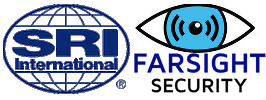 SRI
International
®
FARSIGHT
SECURITY